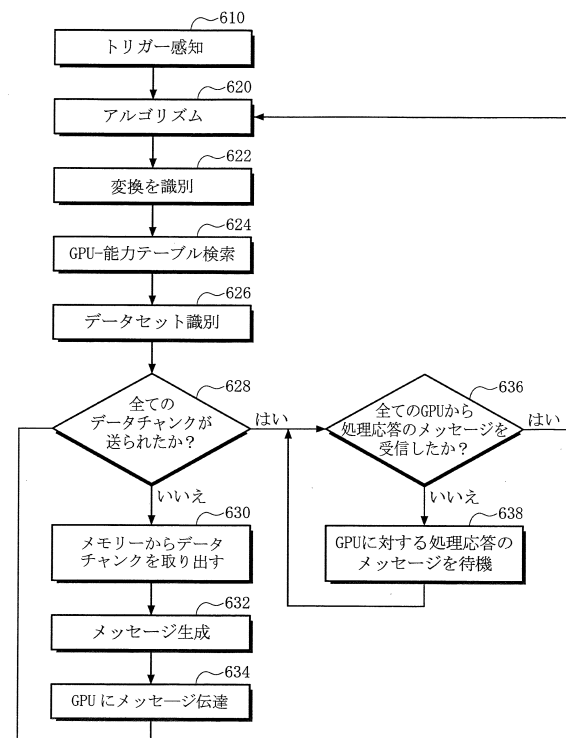 610
トリガー感知
620
アルゴリズム
622
変換を識別
624
GPU-能力テーブル検索
626
データセット識別
628
全ての
データチャンクが
送られたか？
はい
いいえ
630
メモリーからデータ
チャンクを取り出す
632
メッセージ生成
634
GPUにメッセージ伝達
636
全てのGPUから
処理応答のメッセージを
受信したか？
はい
いいえ
638
GPUに対する処理応答の
メッセージを待機